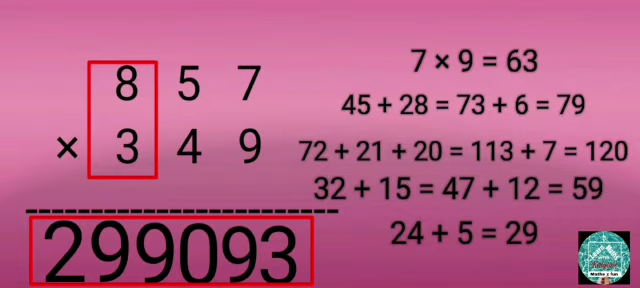 8 5 7
× 3 4 9
299093
7 × 9 = 63
45 + 28 = 73 + 6 = 79
72 + 21 + 20 = 113 + 7 = 120
32 + 15 = 47 + 12 = 59
24 + 5 = 29
Maths z fun